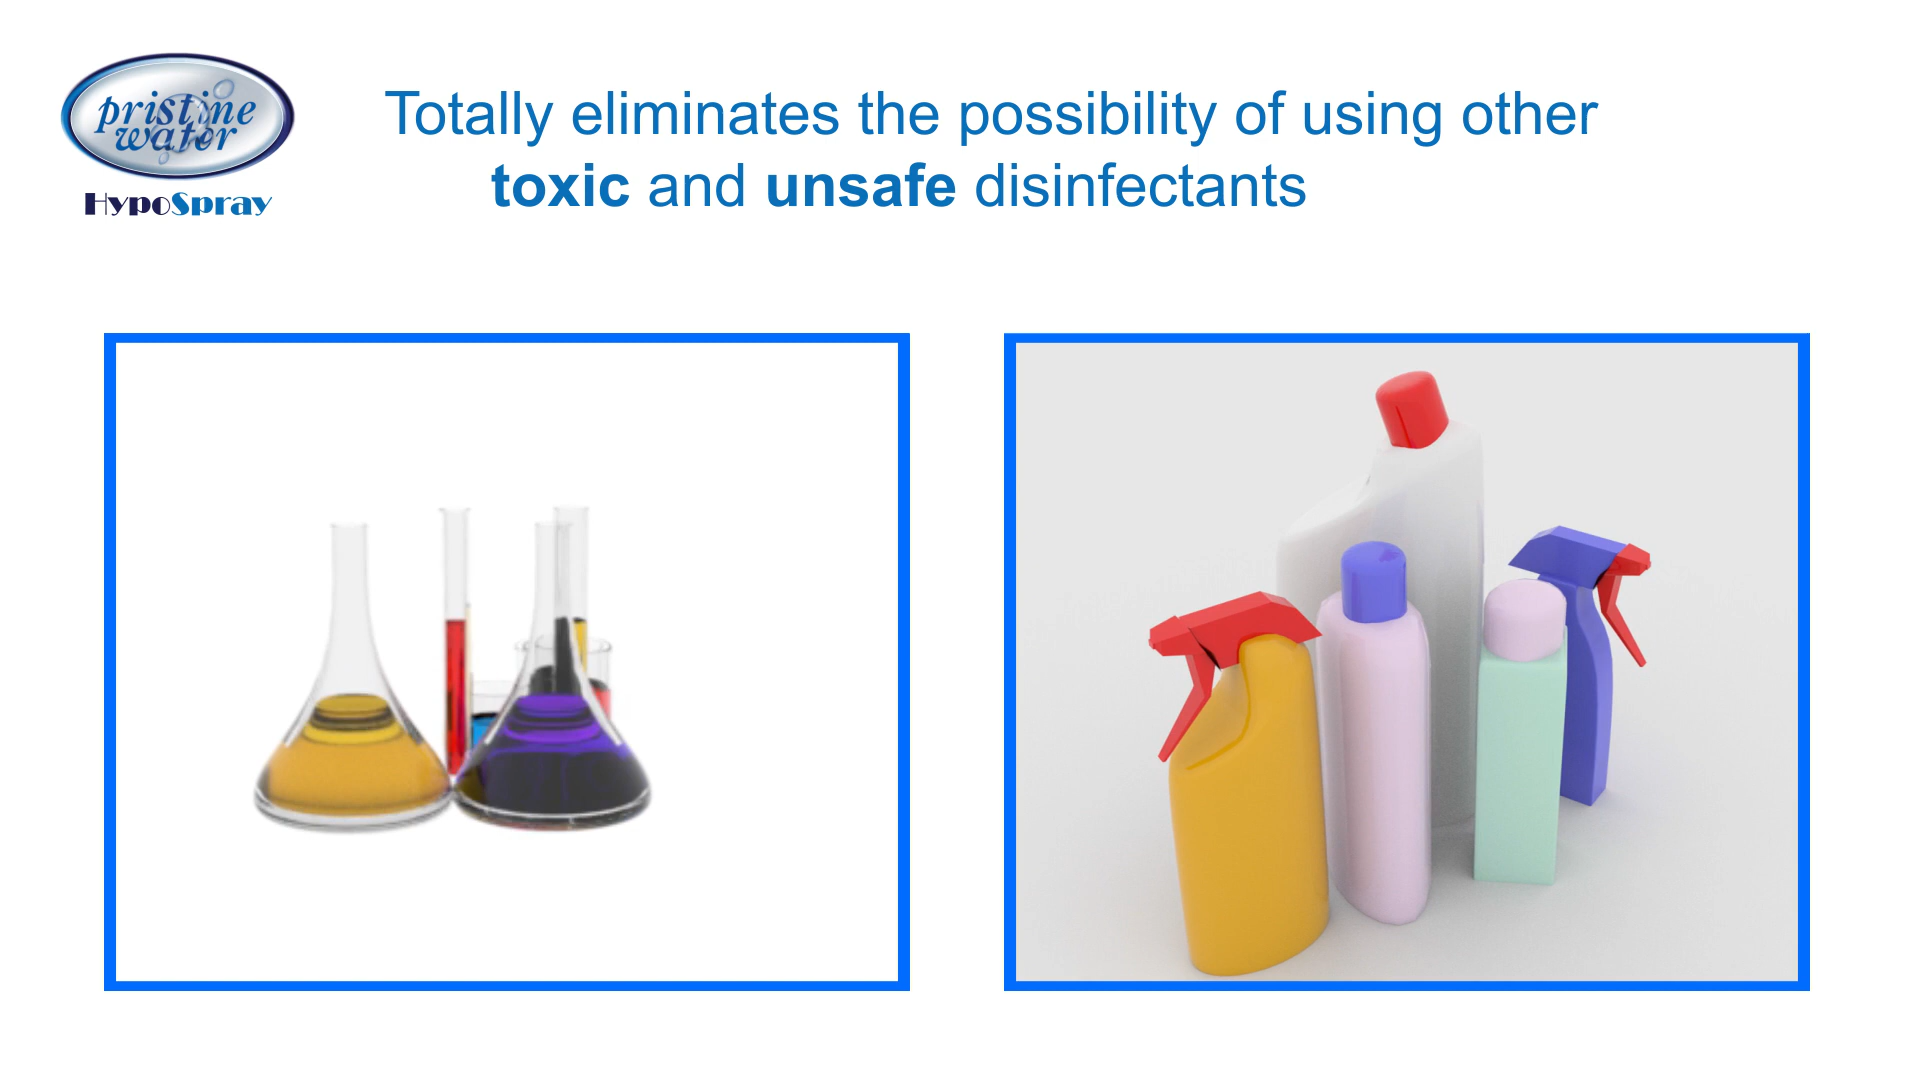 pristine
water
HypoSpray
Totally eliminates the possibility of using other
toxic and unsafe disinfectants